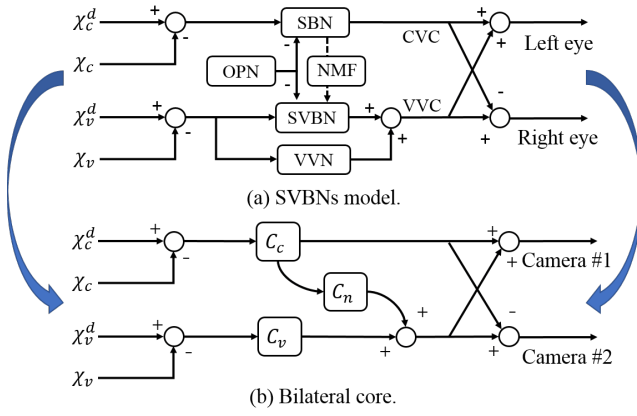 χ_c^d + - SBN CVC + + Left eye
χ_c
OPN - - NMF
χ_v^d + - SVBN + + VVC - + Right eye
χ_v VVN
(a) SVBNs model.
χ_c^d + - C_c + + Camera #1
χ_c C_n
χ_v^d + - C_v + + - + Camera #2
χ_v
(b) Bilateral core.